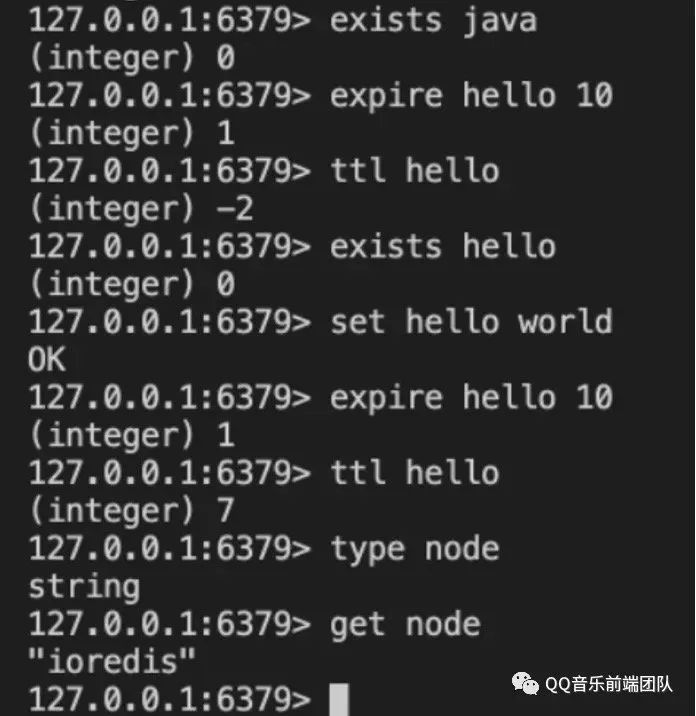 127.0.0.1:6379> exists java
(integer) 0
127.0.0.1:6379> expire hello 10
(integer) 1
127.0.0.1:6379> ttl hello
(integer) -2
127.0.0.1:6379> exists hello
(integer) 0
127.0.0.1:6379> set hello world
OK
127.0.0.1:6379> expire hello 10
(integer) 1
127.0.0.1:6379> ttl hello
(integer) 7
127.0.0.1:6379> type node
string
127.0.0.1:6379> get node
"ioredis"
127.0.0.1:6379>
QQ音乐前端团队